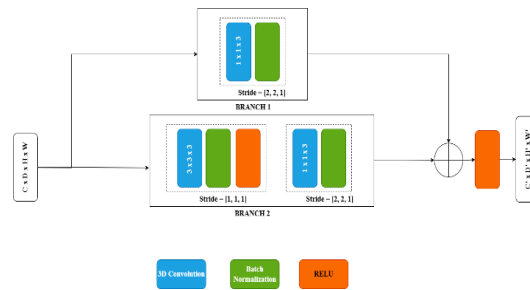 1 x 1 x 3
Stride – [2, 2, 1]
BRANCH 1
C x D x H x W
3 x 3 x 3
1 x 1 x 3
Stride – [1, 1, 1]
Stride – [2, 2, 1]
BRANCH 2
C' x D' x H' x W'
3D Convolution
Batch
Normalization
RELU